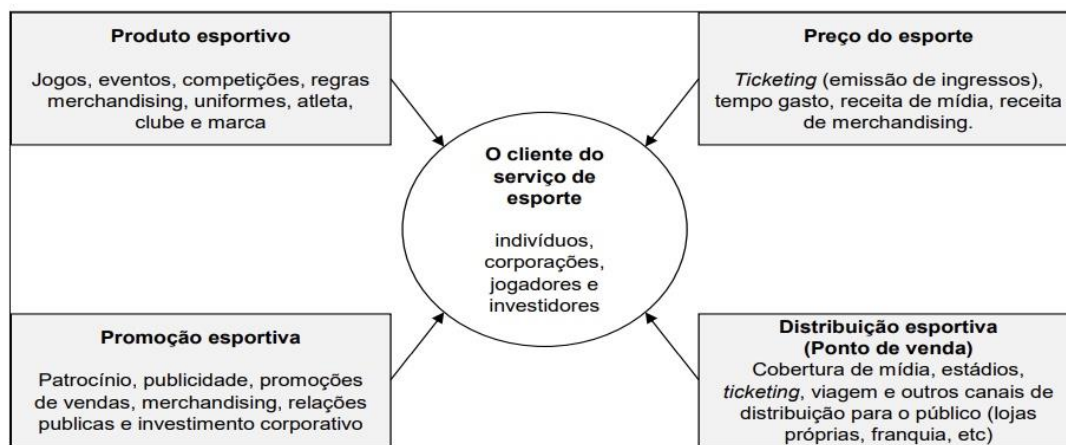 Produto esportivo
Jogos, eventos, competições, regras
merchandising, uniformes, atleta,
clube e marca
Preço do esporte
Ticketing (emissão de ingressos),
tempo gasto, receita de mídia, receita
de merchandising.
O cliente do
serviço de
esporte
indivíduos,
corporações,
jogadores e
investidores
Promoção esportiva
Patrocínio, publicidade, promoções
de vendas, merchandising, relações
publicas e investimento corporativo
Distribuição esportiva
(Ponto de venda)
Cobertura de mídia, estádios,
ticketing, viagem e outros canais de
distribuição para o público (lojas
próprias, franquia, etc)